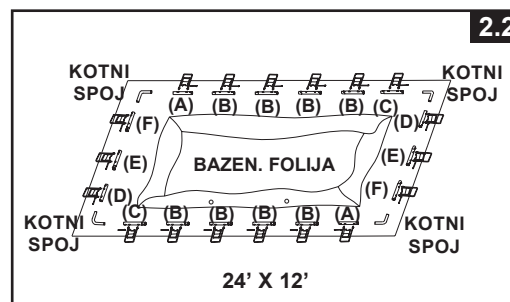 2.2
KOTNI
SPOJ
KOTNI
SPOJ
(A) (B) (B) (B) (B) (C)
(F) (D)
(E) (E)
(D) (F)
BAZEN. FOLIJA
(C) (B) (B) (B) (B) (A)
KOTNI
SPOJ
KOTNI
SPOJ
24’ X 12’